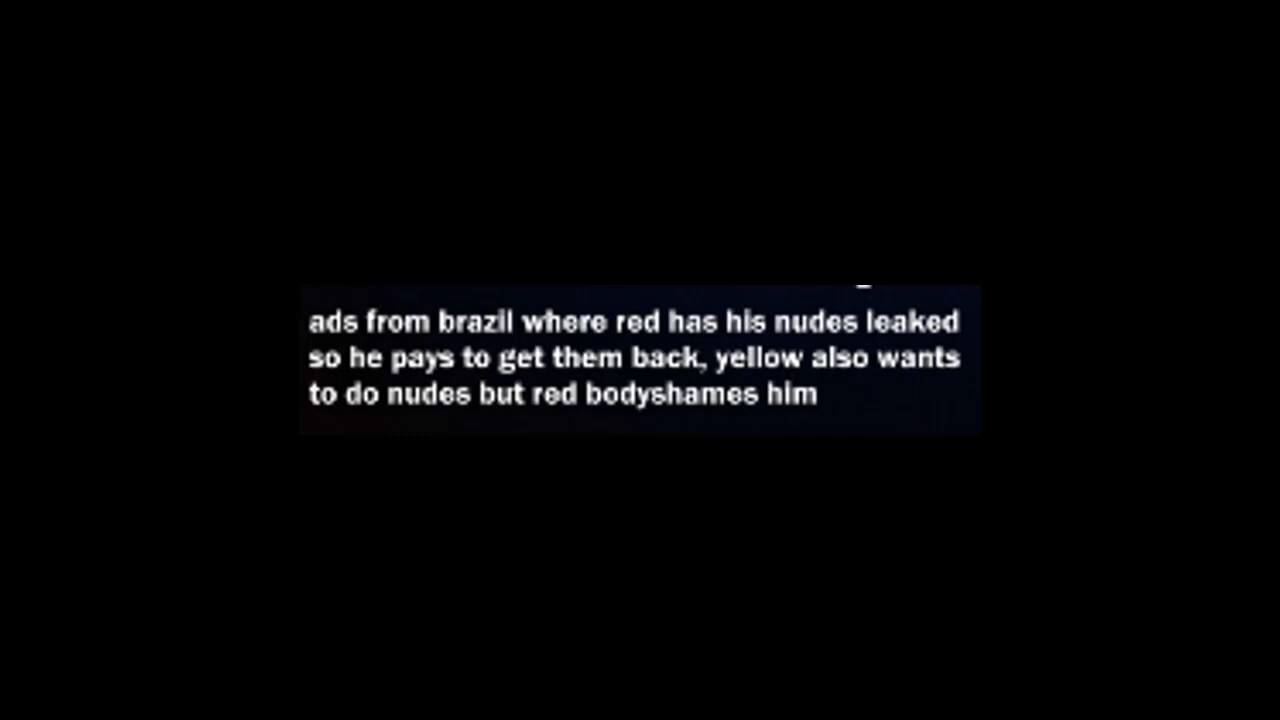 ads from brazil where red has his nudes leaked
so he pays to get them back, yellow also wants
to do nudes but red bodyshames him